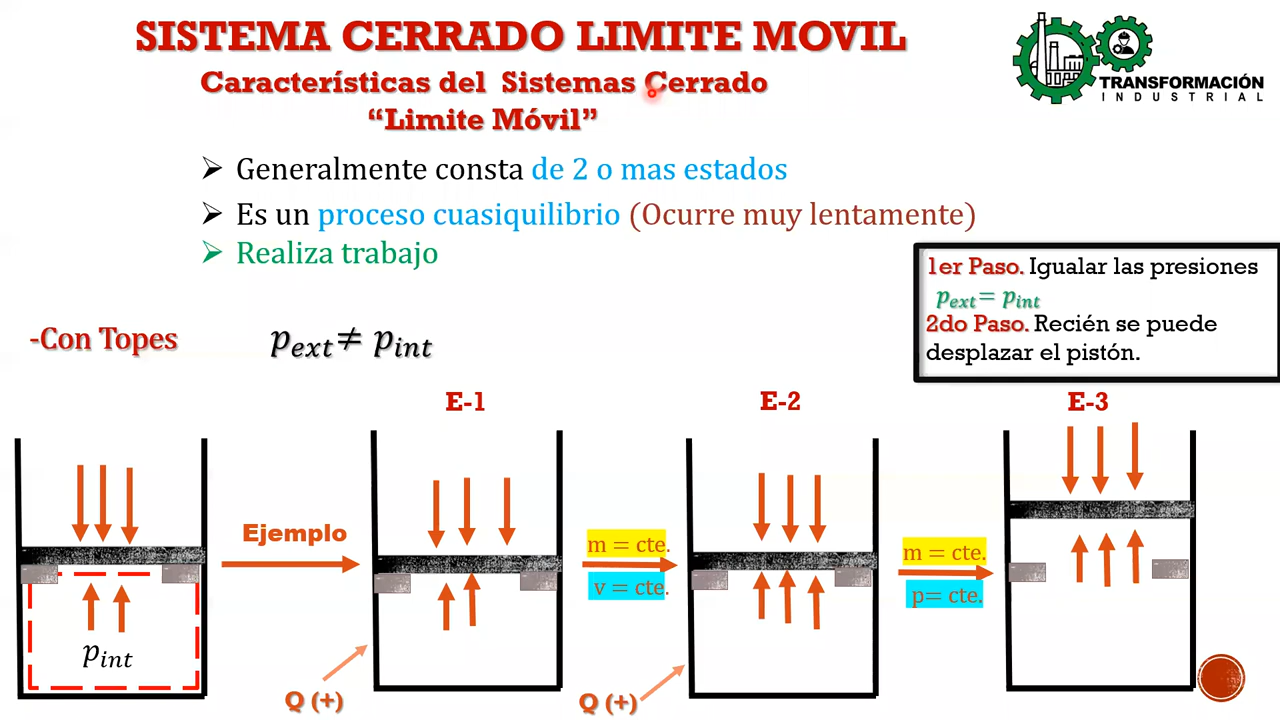 SISTEMA CERRADO LIMITE MOVIL
Características del Sistemas Cerrado
“Limite Móvil”
TRANSFORMACIÓN
INDUSTRIAL
➢ Generalmente consta de 2 o mas estados
➢ Es un proceso cuasiquilibrio (Ocurre muy lentamente)
➢ Realiza trabajo
1er Paso. Igualar las presiones
p_ext = p_int
2do Paso. Recién se puede
desplazar el pistón.
-Con Topes
p_ext ≠ p_int
E-1
E-2
E-3
Ejemplo
m = cte.
v = cte.
m = cte.
p= cte.
p_int
Q (+)
Q (+)